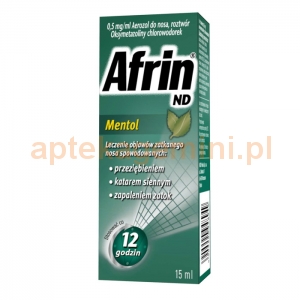 0,5 mg/ml Aerozol do nosa, roztwór
Oksymetazoliny chlorowodorek
Afrin
ND
Mentol
Leczenie objawów zatkanego
nosa spowodowanych:
• przeziębieniem
• katarem siennym
• zapaleniem zatok
12
godzin
15 ml